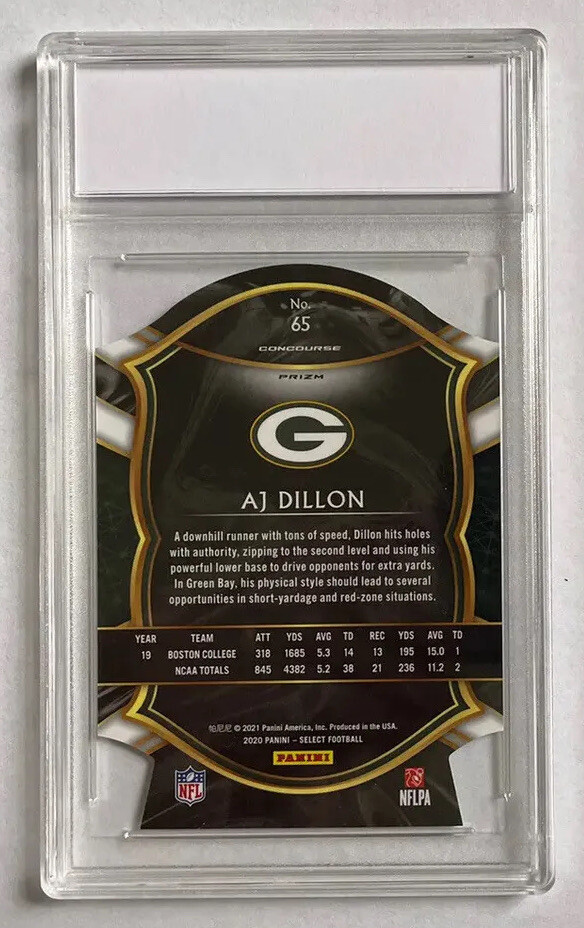 No.
65
CONCOURSE
PRIZM
G
AJ DILLON
A downhill runner with tons of speed, Dillon hits holes
with authority, zipping to the second level and using his
powerful lower base to drive opponents for extra yards.
In Green Bay, his physical style should lead to several
opportunities in short-yardage and red-zone situations.
YEAR TEAM ATT YDS AVG TD REC YDS AVG TD
19 BOSTON COLLEGE 318 1685 5.3 14 13 195 15.0 1
NCAA TOTALS 845 4382 5.2 38 21 236 11.2 2
帕尼尼 © 2021 Panini America, Inc. Produced in the USA.
2020 PANINI – SELECT FOOTBALL
PANINI
NFL
NFLPA